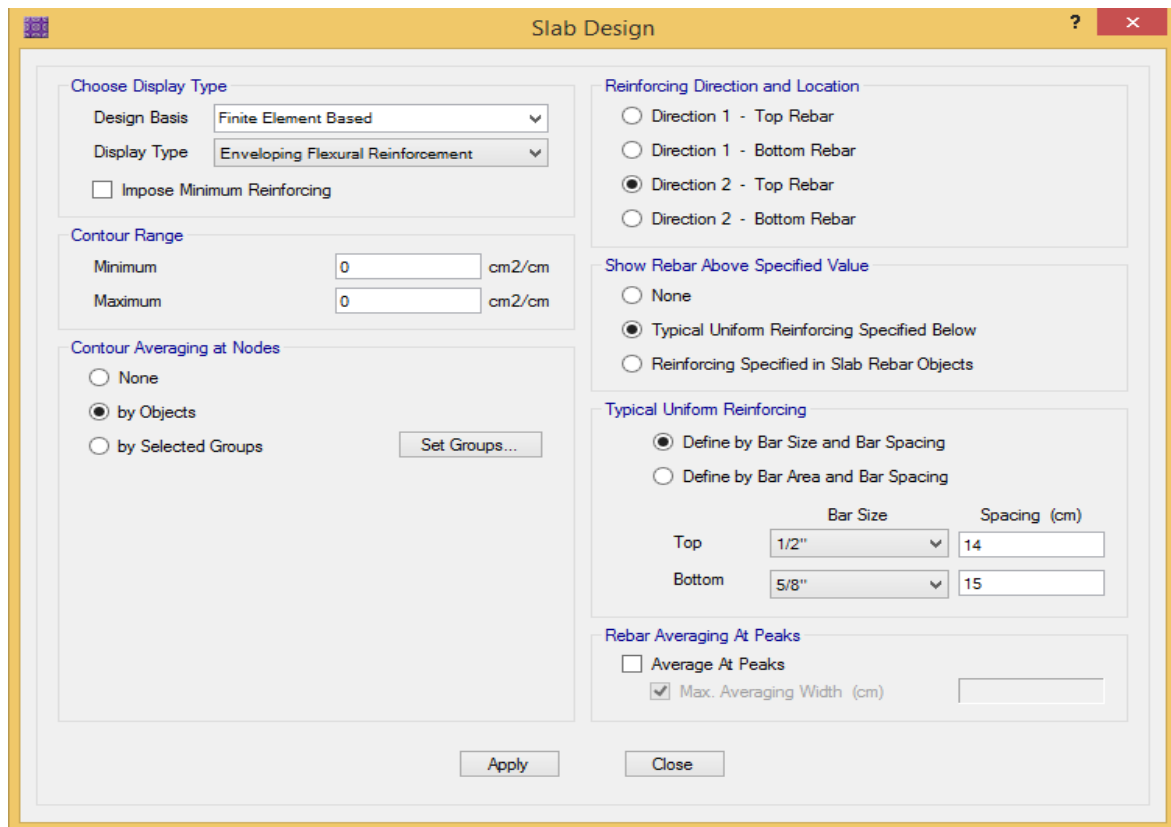 Slab Design
?
Choose Display Type
Design Basis Finite Element Based
Display Type Enveloping Flexural Reinforcement
Impose Minimum Reinforcing
Contour Range
Minimum 0 cm2/cm
Maximum 0 cm2/cm
Contour Averaging at Nodes
None
by Objects
by Selected Groups Set Groups...
Reinforcing Direction and Location
Direction 1 - Top Rebar
Direction 1 - Bottom Rebar
Direction 2 - Top Rebar
Direction 2 - Bottom Rebar
Show Rebar Above Specified Value
None
Typical Uniform Reinforcing Specified Below
Reinforcing Specified in Slab Rebar Objects
Typical Uniform Reinforcing
Define by Bar Size and Bar Spacing
Define by Bar Area and Bar Spacing
Bar Size Spacing (cm)
Top 1/2" 14
Bottom 5/8" 15
Rebar Averaging At Peaks
Average At Peaks
Max. Averaging Width (cm)
Apply Close